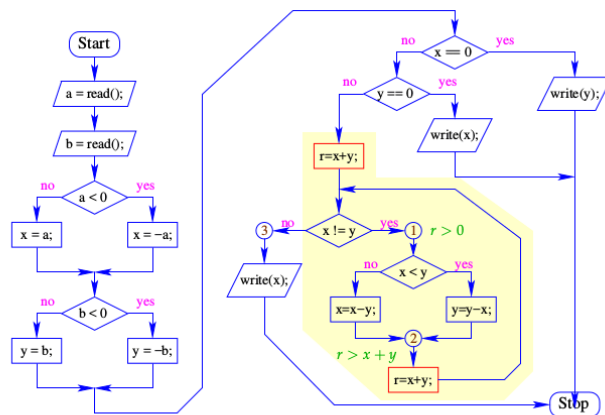 Start
a = read();
b = read();
no
a < 0
yes
x = a;
x = −a;
no
b < 0
yes
y = b;
y = −b;
no
x == 0
yes
write(y);
no
y == 0
yes
write(x);
r=x+y;
3
no
x != y
yes
1
r > 0
write(x);
no
x < y
yes
x=x−y;
y=y−x;
2
r > x + y
r=x+y;
Stop